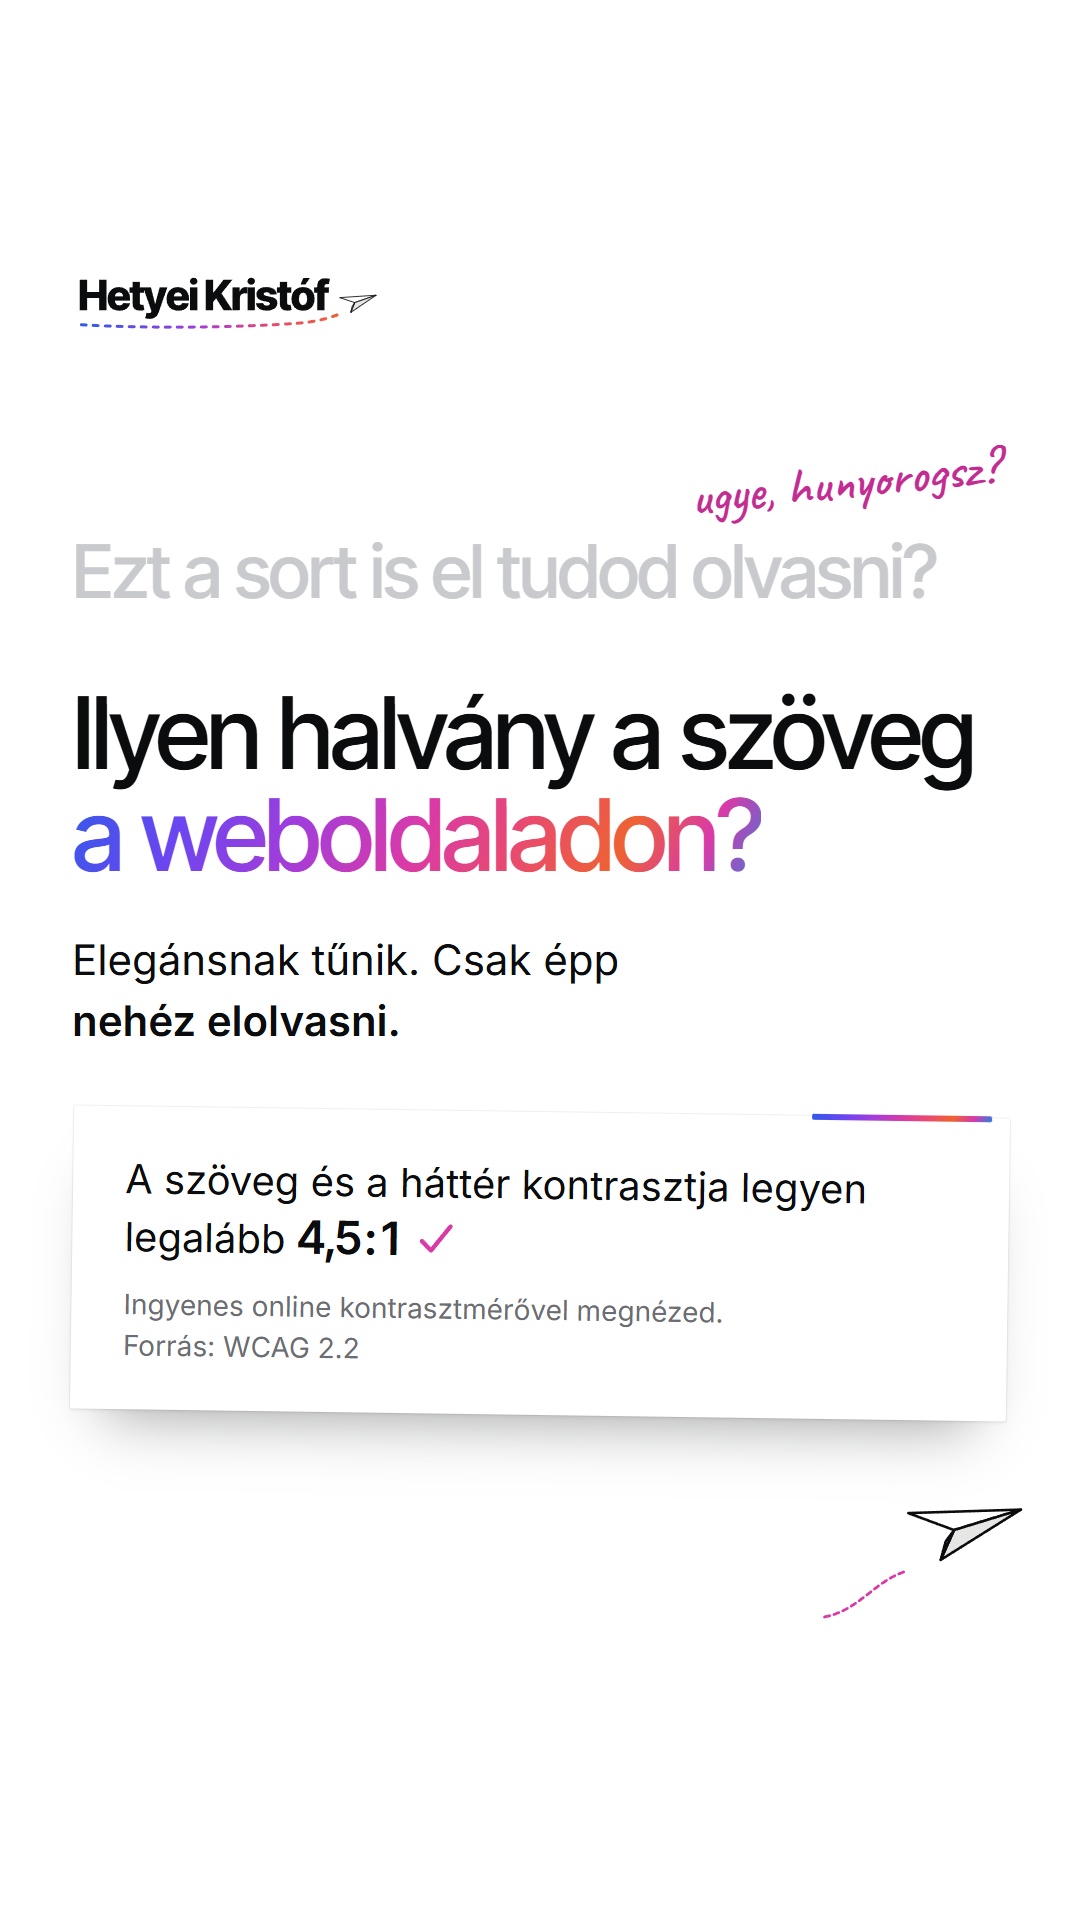 Hetyei Kristóf
ugye, hunyorogsz?
Ezt a sort is el tudod olvasni?
Ilyen halvány a szöveg
a weboldaladon?
Elegánsnak tűnik. Csak épp
nehéz elolvasni.
A szöveg és a háttér kontrasztja legyen
legalább 4,5:1 ✓
Ingyenes online kontrasztmérővel megnézed.
Forrás: WCAG 2.2